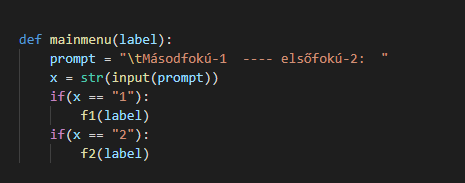 def mainmenu(label):
    prompt = "\tMásodfokú-1  ---- elsőfokú-2:  "
    x = str(input(prompt))
    if(x == "1"):
        f1(label)
    if(x == "2"):
        f2(label)